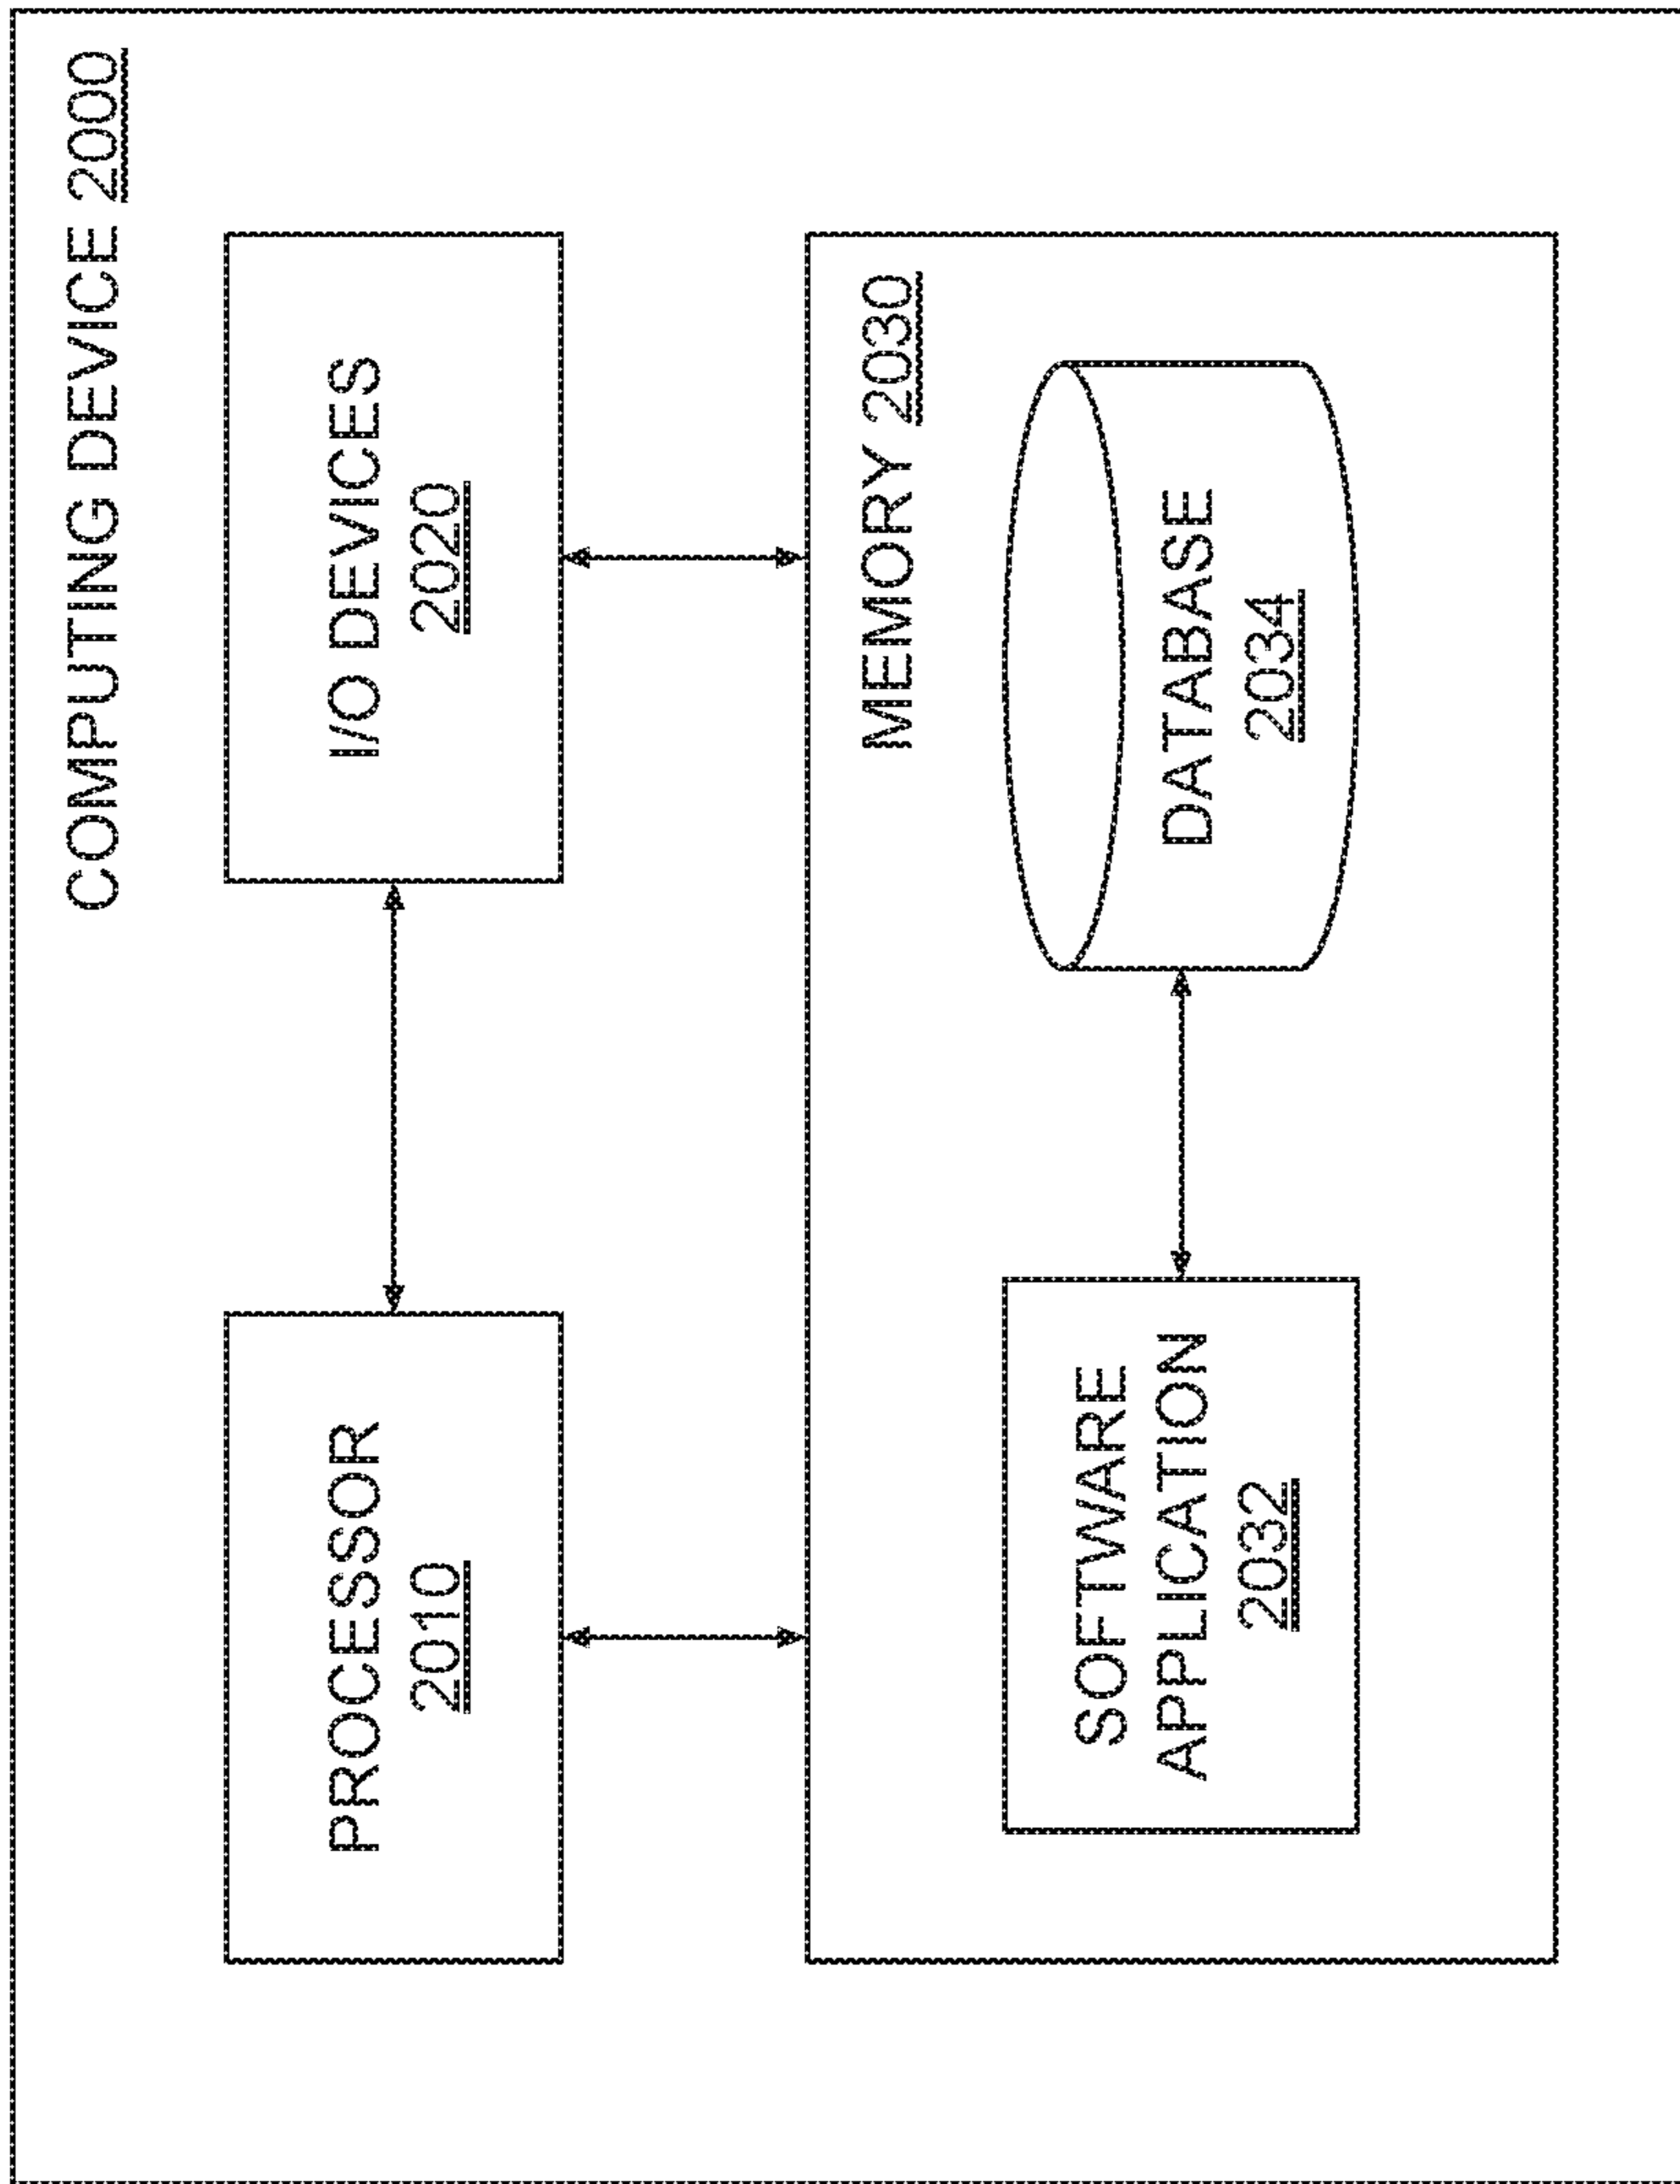 COMPUTING DEVICE 2000
PROCESSOR
2010
I/O DEVICES
2020
MEMORY 2030
SOFTWARE
APPLICATION
2032
DATABASE
2034